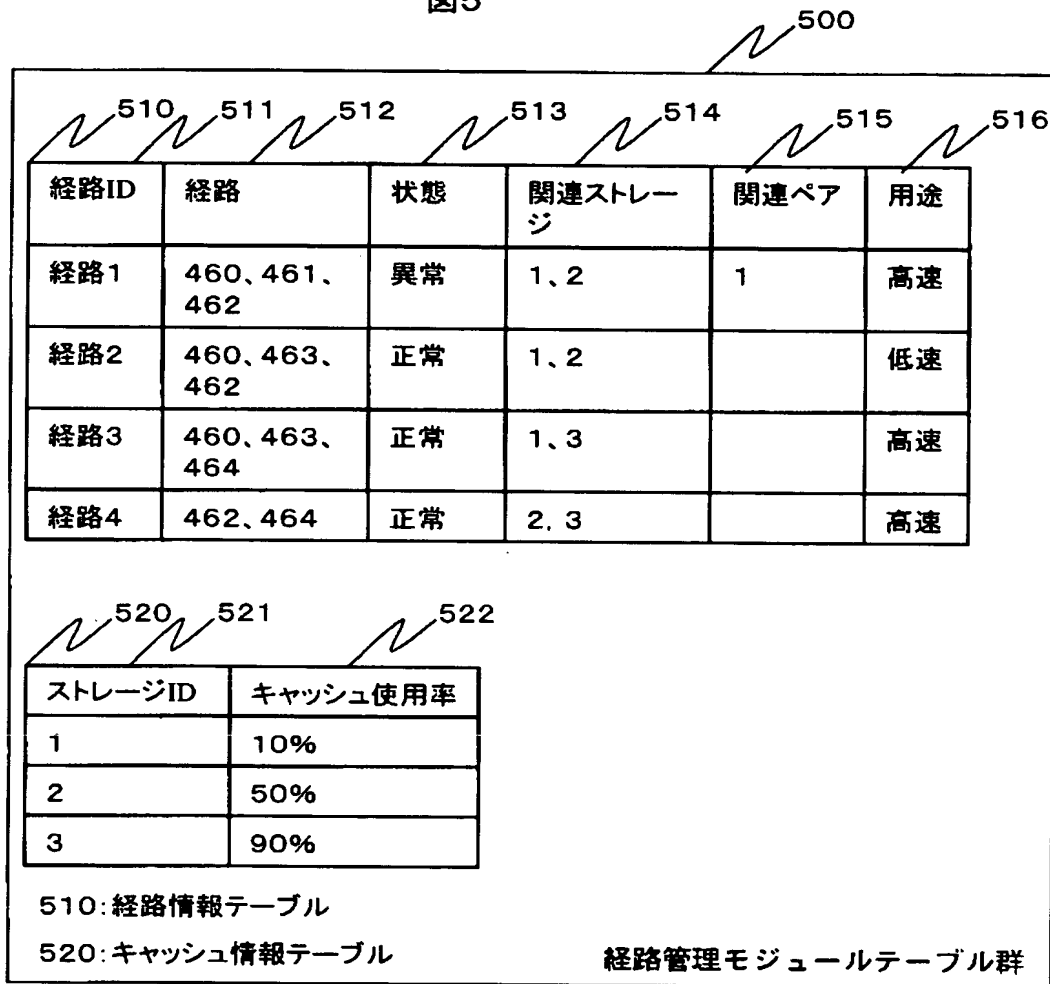 図5
500
510 511 512 513 514 515 516
経路ID 経路 状態 関連ストレー
ジ 関連ペア 用途
経路1 460、461、
462 異常 1、2 1 高速
経路2 460、463、
462 正常 1、2 低速
経路3 460、463、
464 正常 1、3 高速
経路4 462、464 正常 2,3 高速
520 521 522
ストレージID キャッシュ使用率
1 10%
2 50%
3 90%
510:経路情報テーブル
520:キャッシュ情報テーブル
経路管理モジュールテーブル群